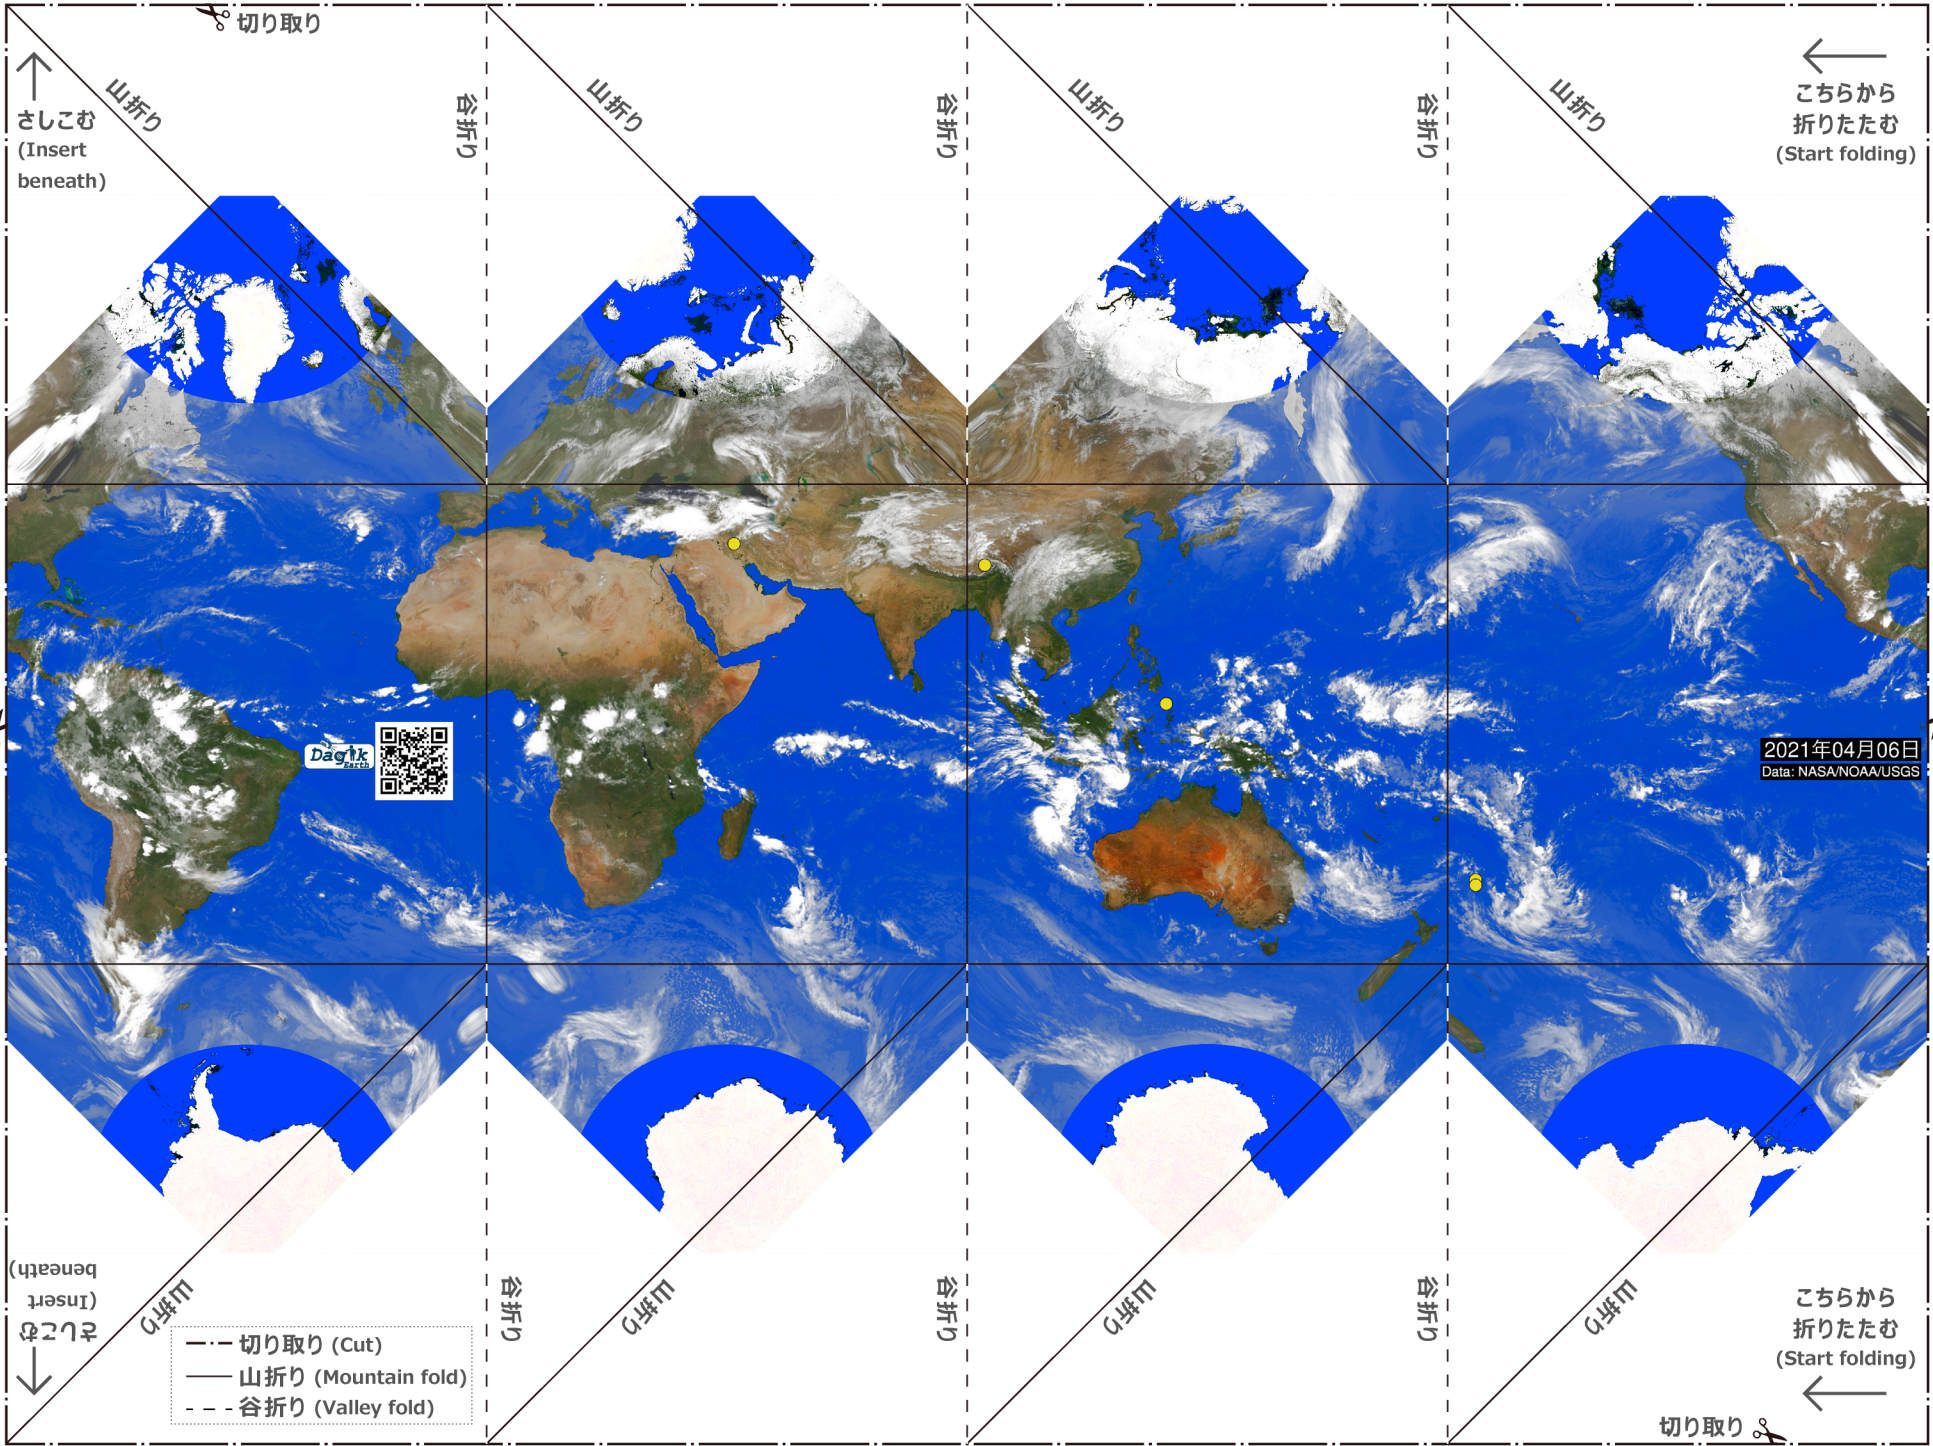 切り取り
山折り
谷折り
山折り
谷折り
山折り
谷折り
山折り
さしこむ
(Insert
beneath)
こちらから
折りたたむ
(Start folding)
Dagik
Earth
2021年04月06日
Data: NASA/NOAA/USGS
さしこむ
(Insert
beneath)
山折り
谷折り
山折り
谷折り
山折り
谷折り
山折り
こちらから
折りたたむ
(Start folding)
切り取り (Cut)
山折り (Mountain fold)
谷折り (Valley fold)
切り取り